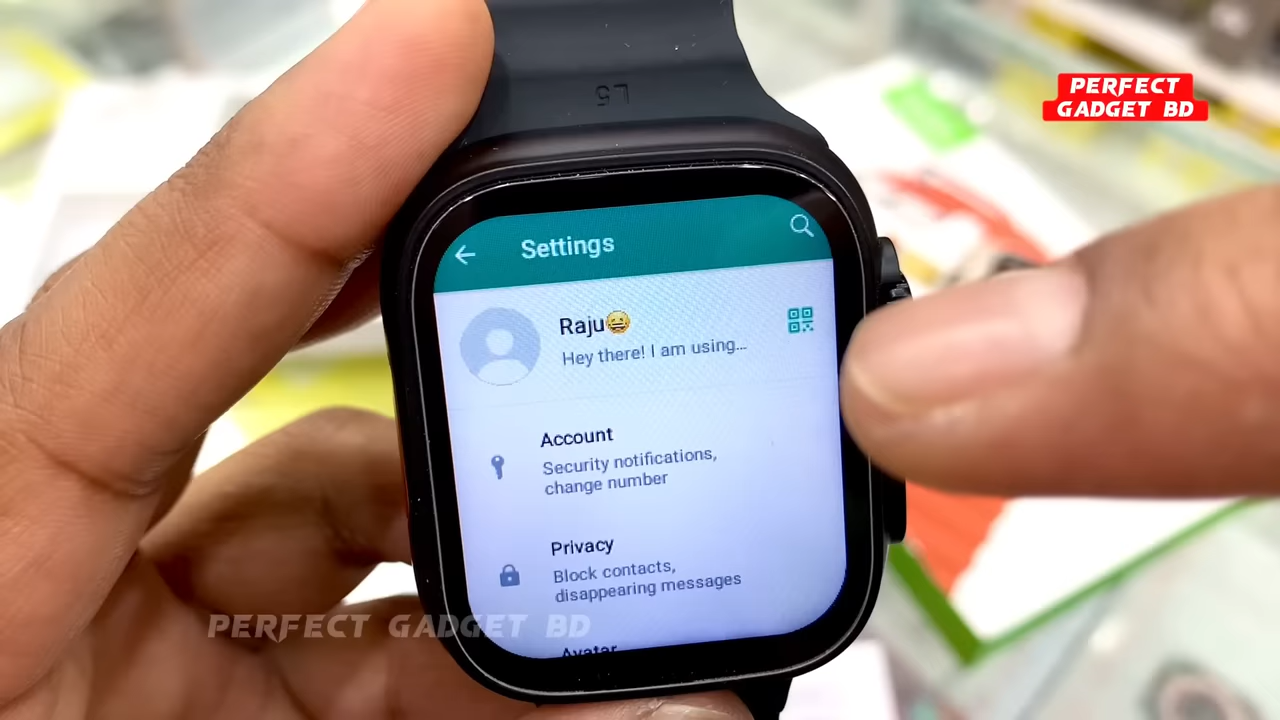 L5
PERFECT
GADGET BD
Settings
Raju😄
Hey there! I am using...
Account
Security notifications,
change number
Privacy
Block contacts,
disappearing messages
Avatar
PERFECT GADGET BD